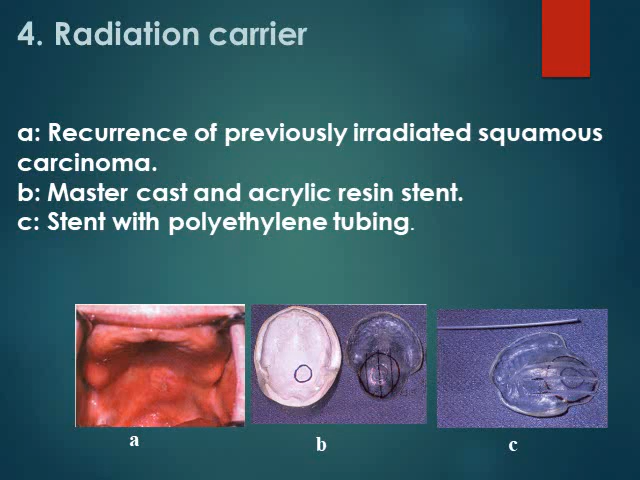 4. Radiation carrier
a: Recurrence of previously irradiated squamous
carcinoma.
b: Master cast and acrylic resin stent.
c: Stent with polyethylene tubing.
a
b
c